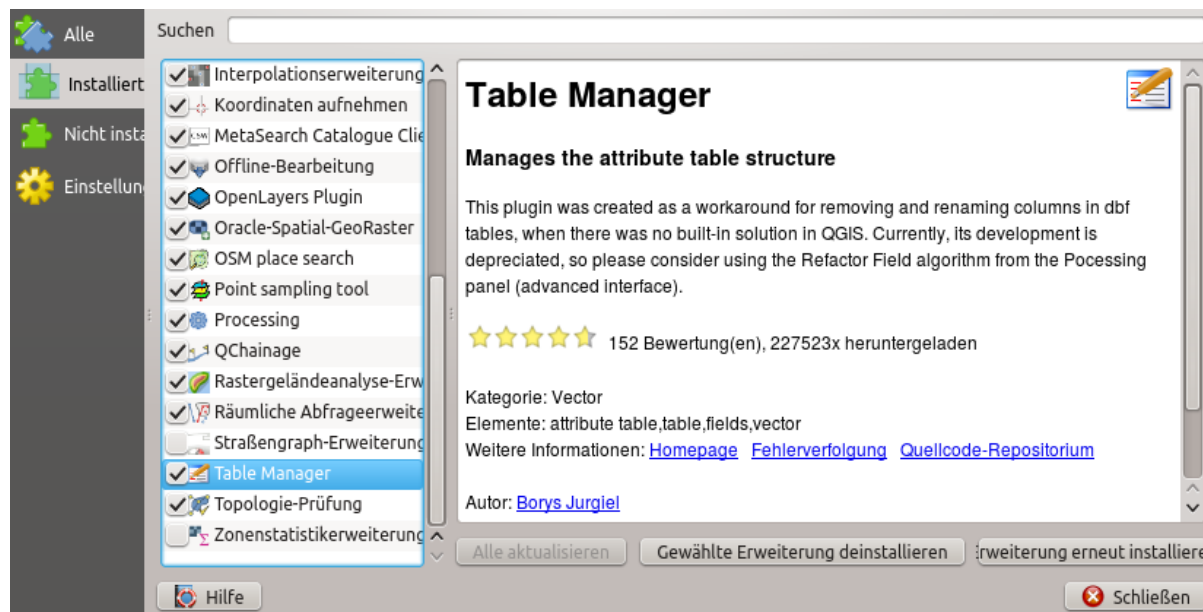 Alle
Installiert
Nicht insta
Einstellun
Suchen
Interpolationserweiterung
Koordinaten aufnehmen
MetaSearch Catalogue Clie
Offline-Bearbeitung
OpenLayers Plugin
Oracle-Spatial-GeoRaster
OSM place search
Point sampling tool
Processing
QChainage
Rastergeländeanalyse-Erw
Räumliche Abfrageerweite
Straßengraph-Erweiterung
Table Manager
Topologie-Prüfung
Zonenstatistikerweiterung
Table Manager
Manages the attribute table structure
This plugin was created as a workaround for removing and renaming columns in dbf
tables, when there was no built-in solution in QGIS. Currently, its development is
depreciated, so please consider using the Refactor Field algorithm from the Pocessing
panel (advanced interface).
152 Bewertung(en), 227523x heruntergeladen
Kategorie: Vector
Elemente: attribute table,table,fields,vector
Weitere Informationen: Homepage Fehlerverfolgung Quellcode-Repositorium
Autor: Borys Jurgiel
Alle aktualisieren
Gewählte Erweiterung deinstallieren
rweiterung erneut installiere
Hilfe
Schließen